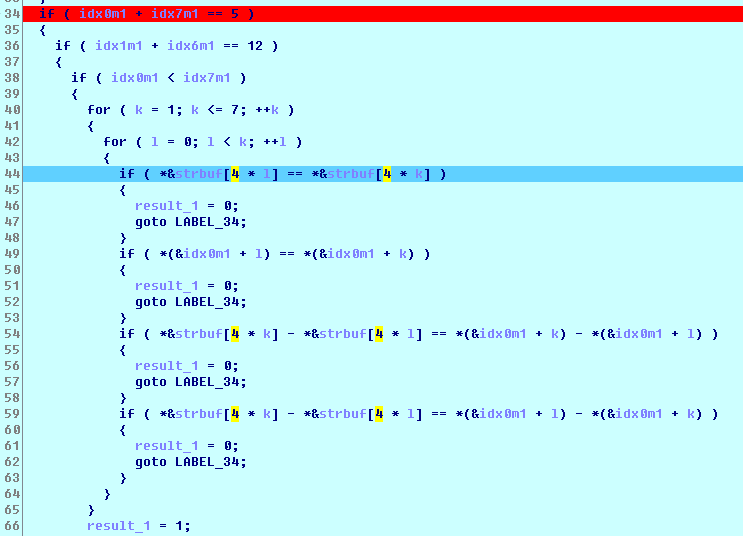 34 if ( idx0m1 + idx7m1 == 5 )
35 {
36 if ( idx1m1 + idx6m1 == 12 )
37 {
38 if ( idx0m1 < idx7m1 )
39 {
40 for ( k = 1; k <= 7; ++k )
41 {
42 for ( l = 0; l < k; ++l )
43 {
44 if ( *&strbuf[4 * l] == *&strbuf[4 * k] )
45 {
46 result_1 = 0;
47 goto LABEL_34;
48 }
49 if ( *(&idx0m1 + l) == *(&idx0m1 + k) )
50 {
51 result_1 = 0;
52 goto LABEL_34;
53 }
54 if ( *&strbuf[4 * k] - *&strbuf[4 * l] == *(&idx0m1 + k) - *(&idx0m1 + l) )
55 {
56 result_1 = 0;
57 goto LABEL_34;
58 }
59 if ( *&strbuf[4 * k] - *&strbuf[4 * l] == *(&idx0m1 + l) - *(&idx0m1 + k) )
60 {
61 result_1 = 0;
62 goto LABEL_34;
63 }
64 }
65 }
66 result_1 = 1;